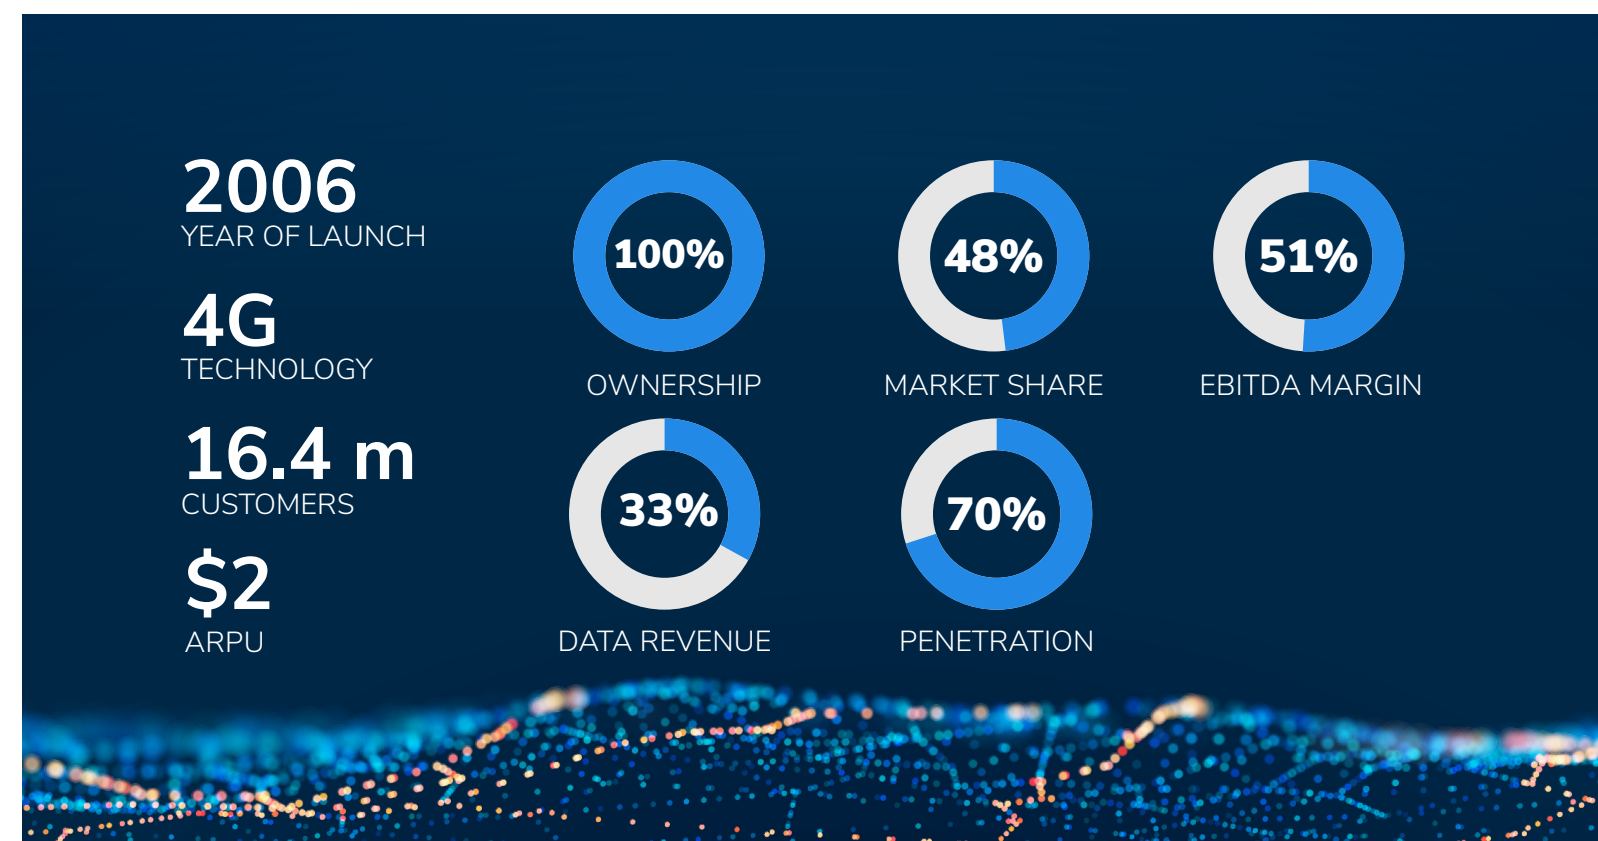 2006
YEAR OF LAUNCH
4G
TECHNOLOGY
16.4 m
CUSTOMERS
$2
ARPU
100%
OWNERSHIP
48%
MARKET SHARE
51%
EBITDA MARGIN
33%
DATA REVENUE
70%
PENETRATION